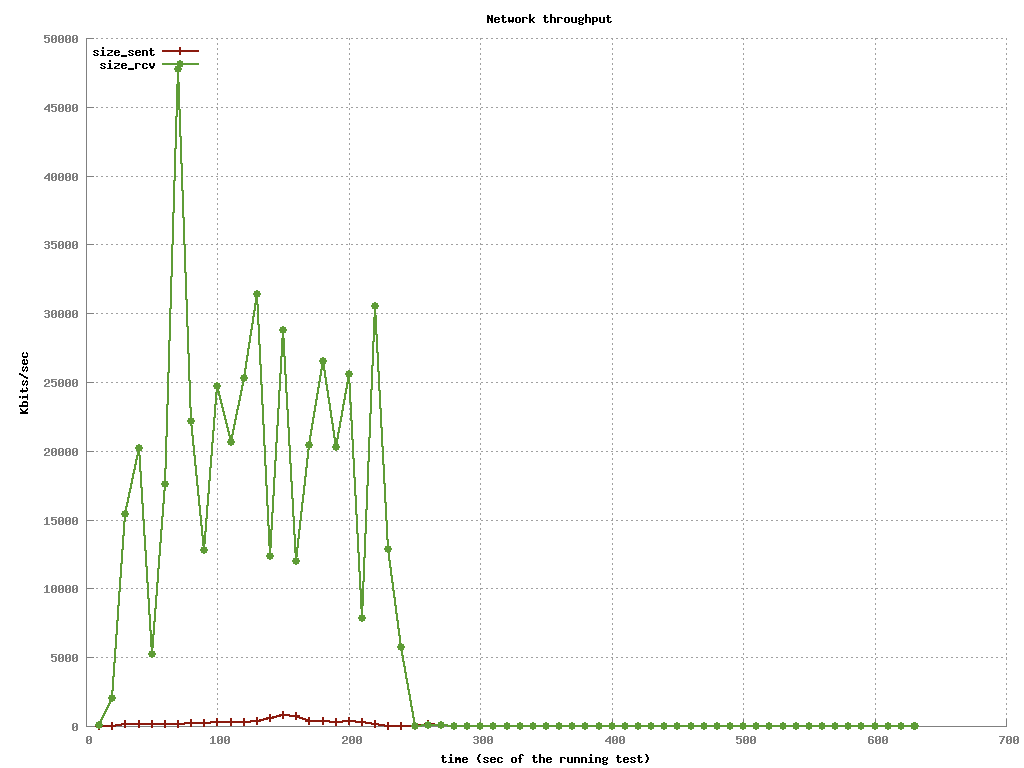 Network throughput
50000
size_sent
size_rcv
45000
40000
35000
30000
Kbits/sec
25000
20000
15000
10000
5000
0
0 100 200 300 400 500 600 700
time (sec of the running test)